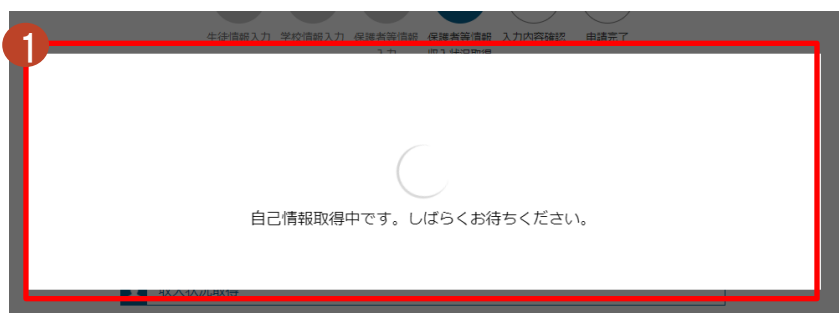 生徒情報入力 学校情報入力 保護者等情報 保護者等情報 入力内容確認 申請完了
入力 収入状況取得
1
自己情報取得中です。しばらくお待ちください。
収入状況取得